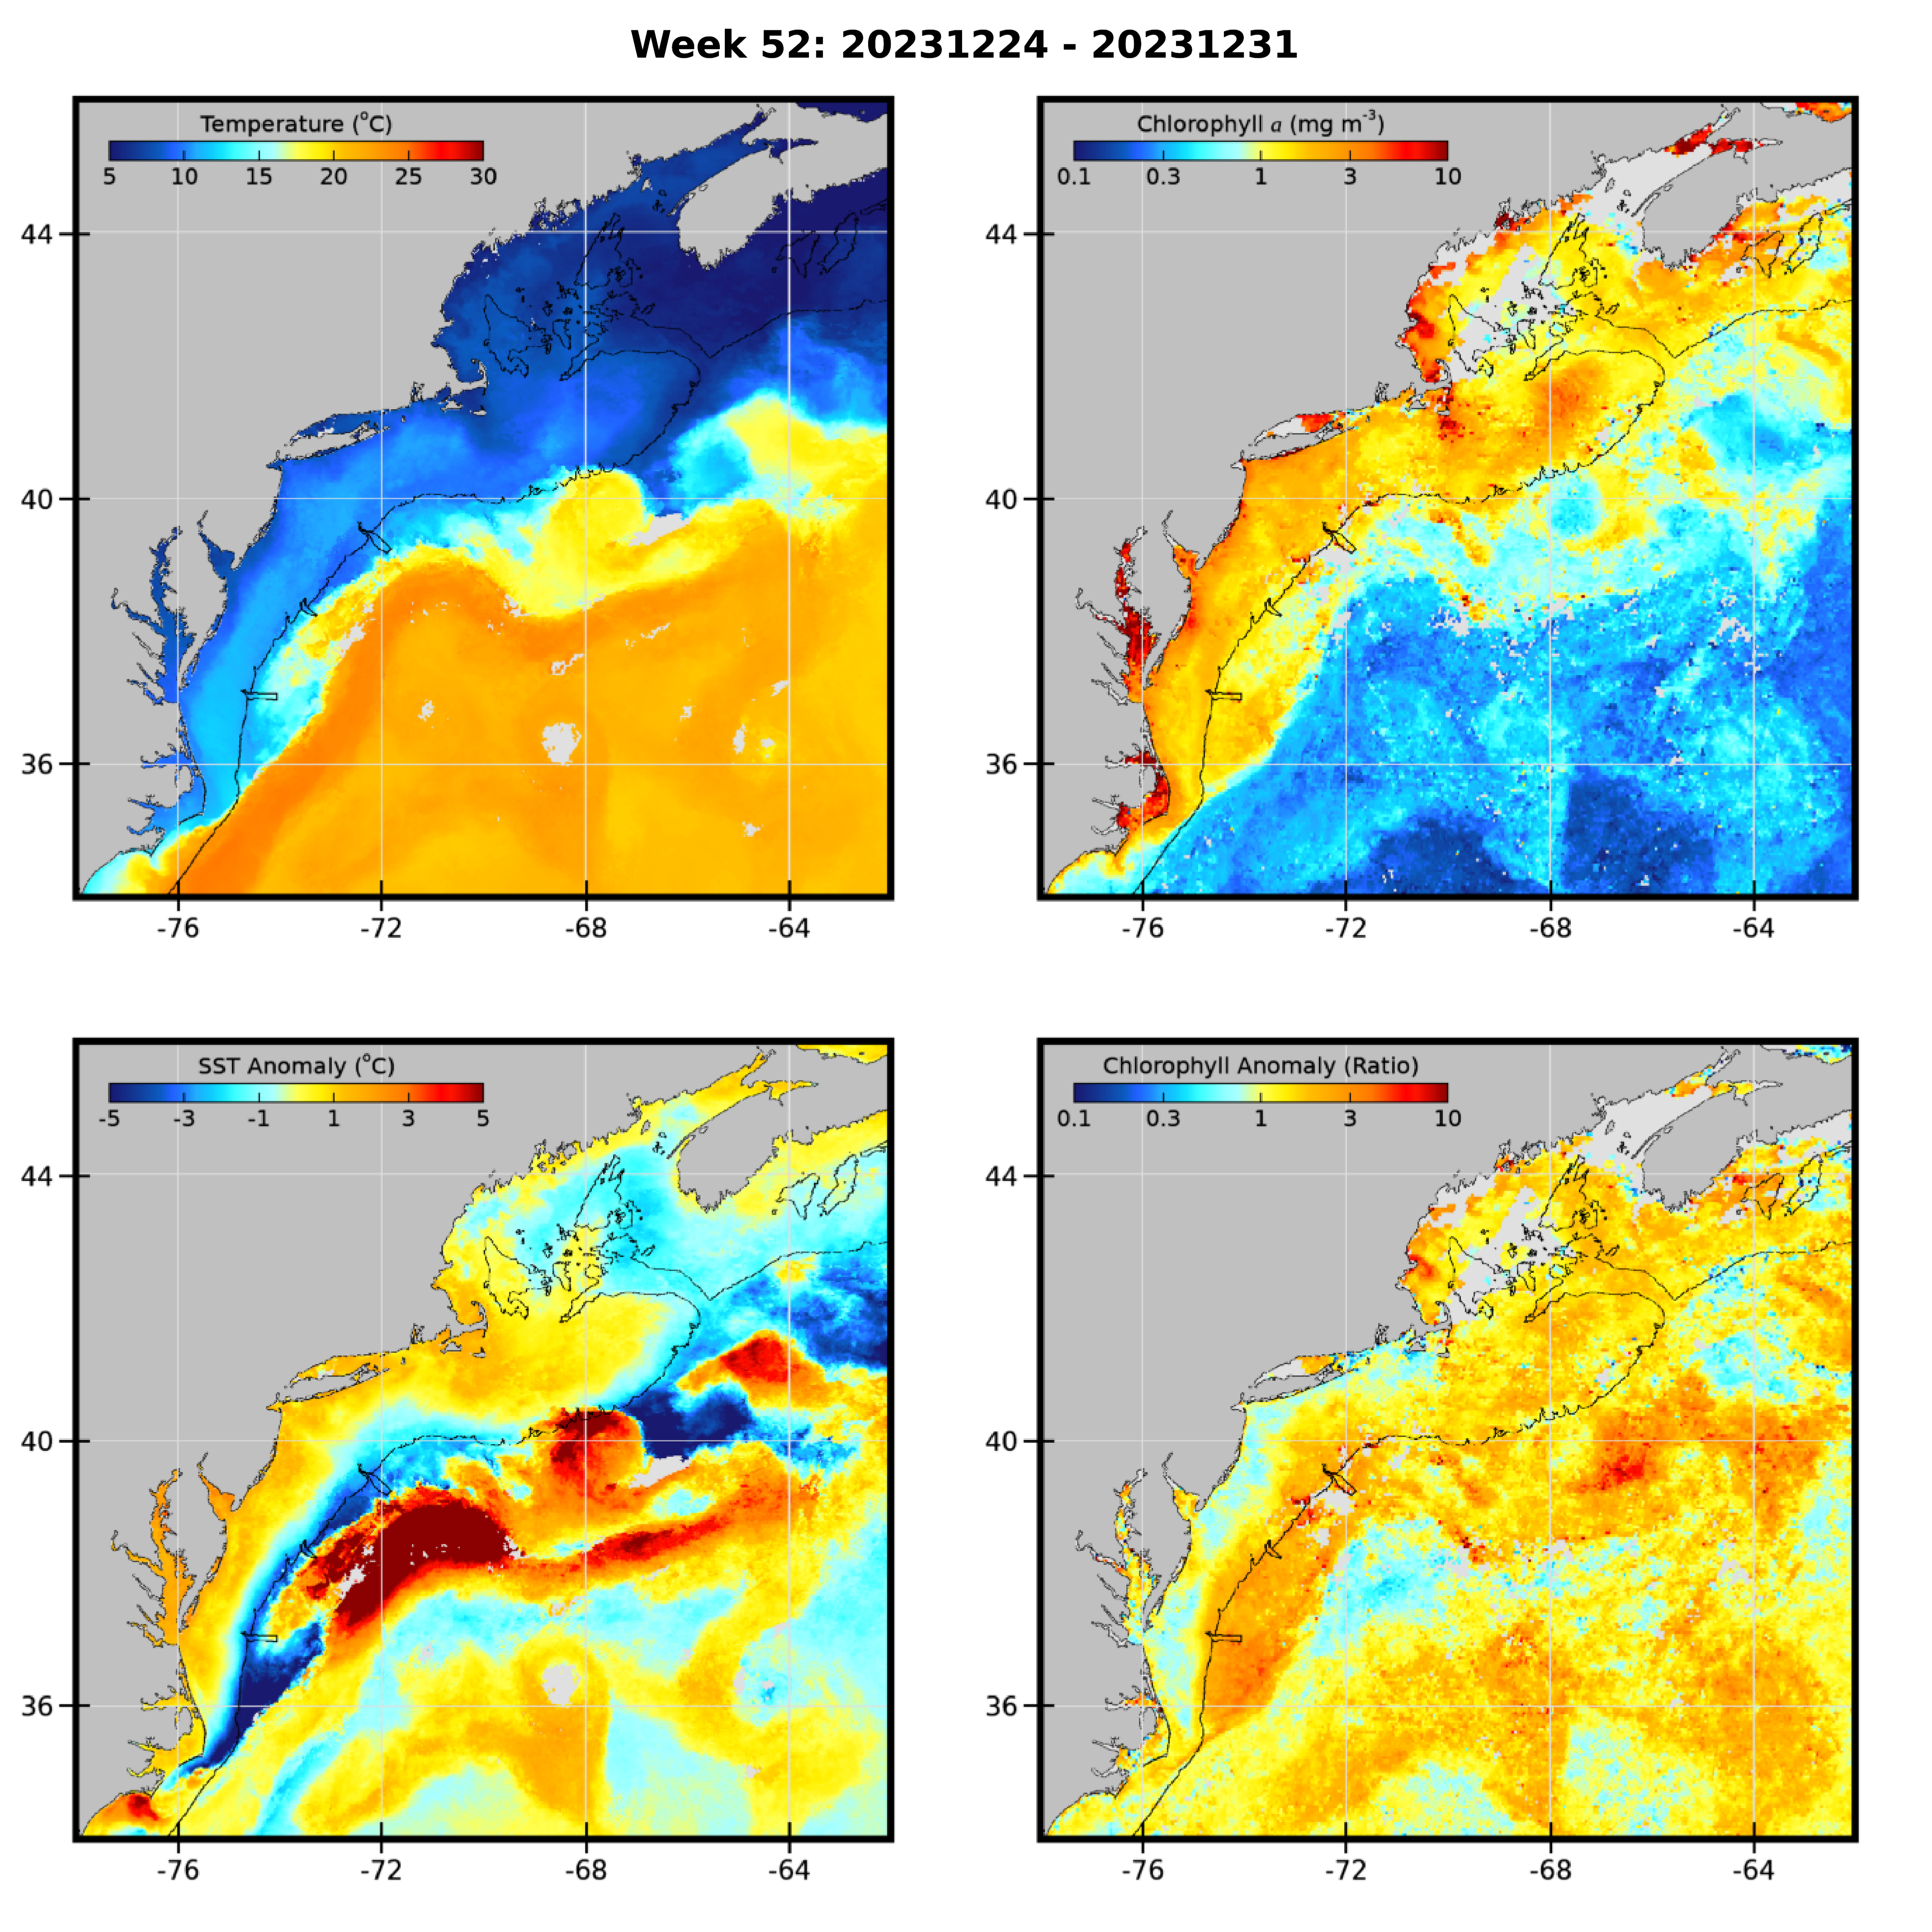 Week 52: 20231224 - 20231231
Temperature (°C)
5 10 15 20 25 30
44
40
36
-76 -72 -68 -64
Chlorophyll a (mg m⁻³)
0.1 0.3 1 3 10
44
40
36
-76 -72 -68 -64
SST Anomaly (°C)
-5 -3 -1 1 3 5
44
40
36
-76 -72 -68 -64
Chlorophyll Anomaly (Ratio)
0.1 0.3 1 3 10
44
40
36
-76 -72 -68 -64